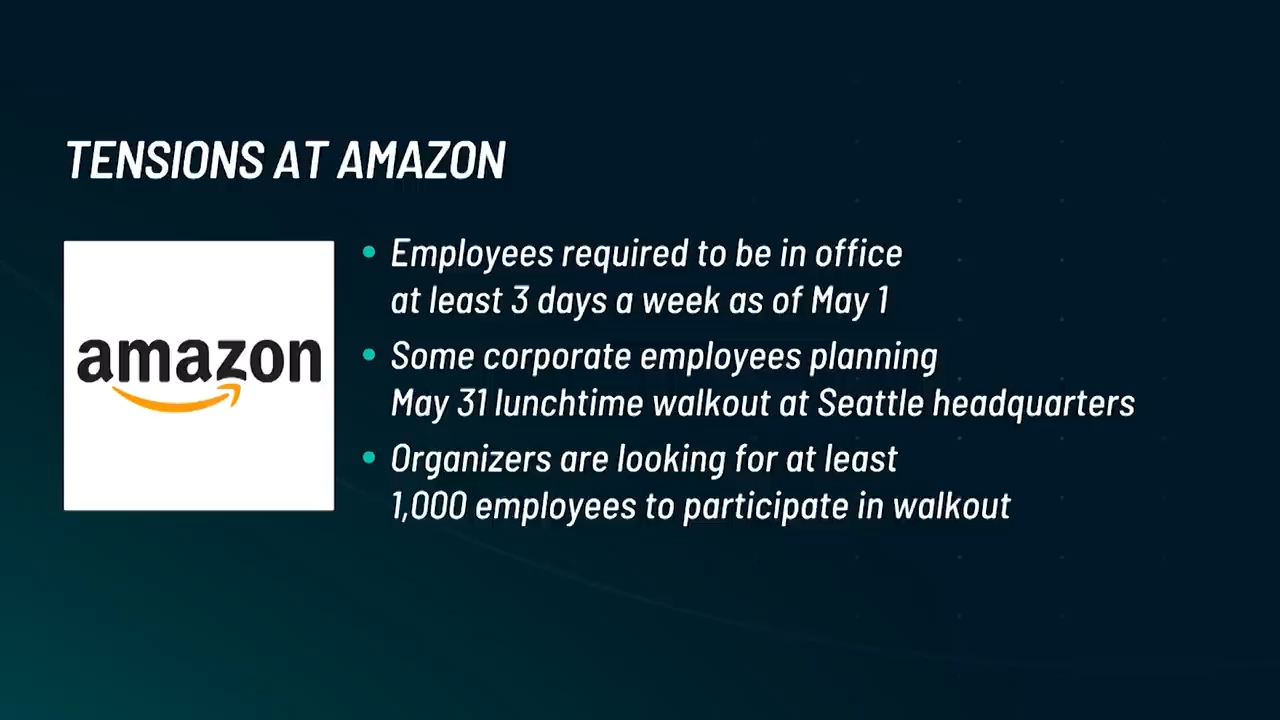 TENSIONS AT AMAZON
amazon
Employees required to be in office
at least 3 days a week as of May 1
Some corporate employees planning
May 31 lunchtime walkout at Seattle headquarters
Organizers are looking for at least
1,000 employees to participate in walkout